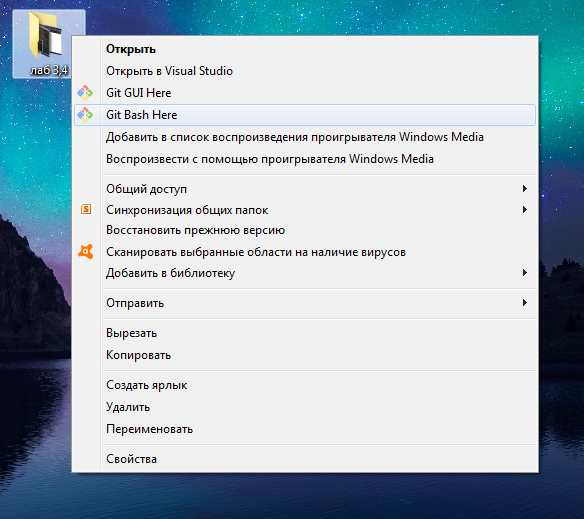 лаб 3,4
Открыть
Открыть в Visual Studio
Git GUI Here
Git Bash Here
Добавить в список воспроизведения проигрывателя Windows Media
Воспроизвести с помощью проигрывателя Windows Media
Общий доступ
Синхронизация общих папок
Восстановить прежнюю версию
Сканировать выбранные области на наличие вирусов
Добавить в библиотеку
Отправить
Вырезать
Копировать
Создать ярлык
Удалить
Переименовать
Свойства